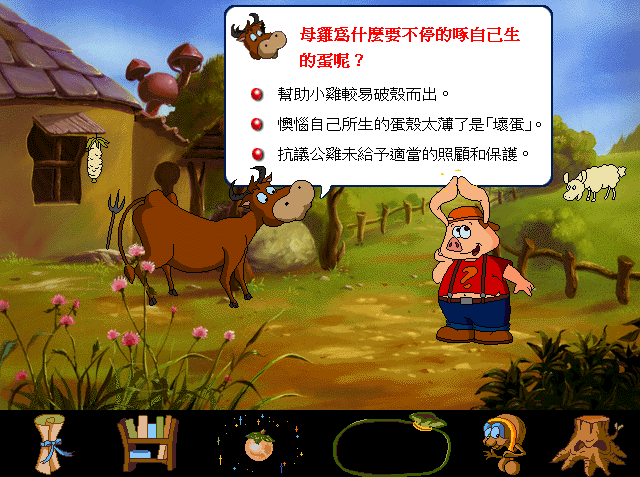 母雞為什麼要不停的啄自己生
的蛋呢？
幫助小雞較易破殼而出。
懊惱自己所生的蛋殼太薄了是「壞蛋」。
抗議公雞未給予適當的照顧和保護。
?